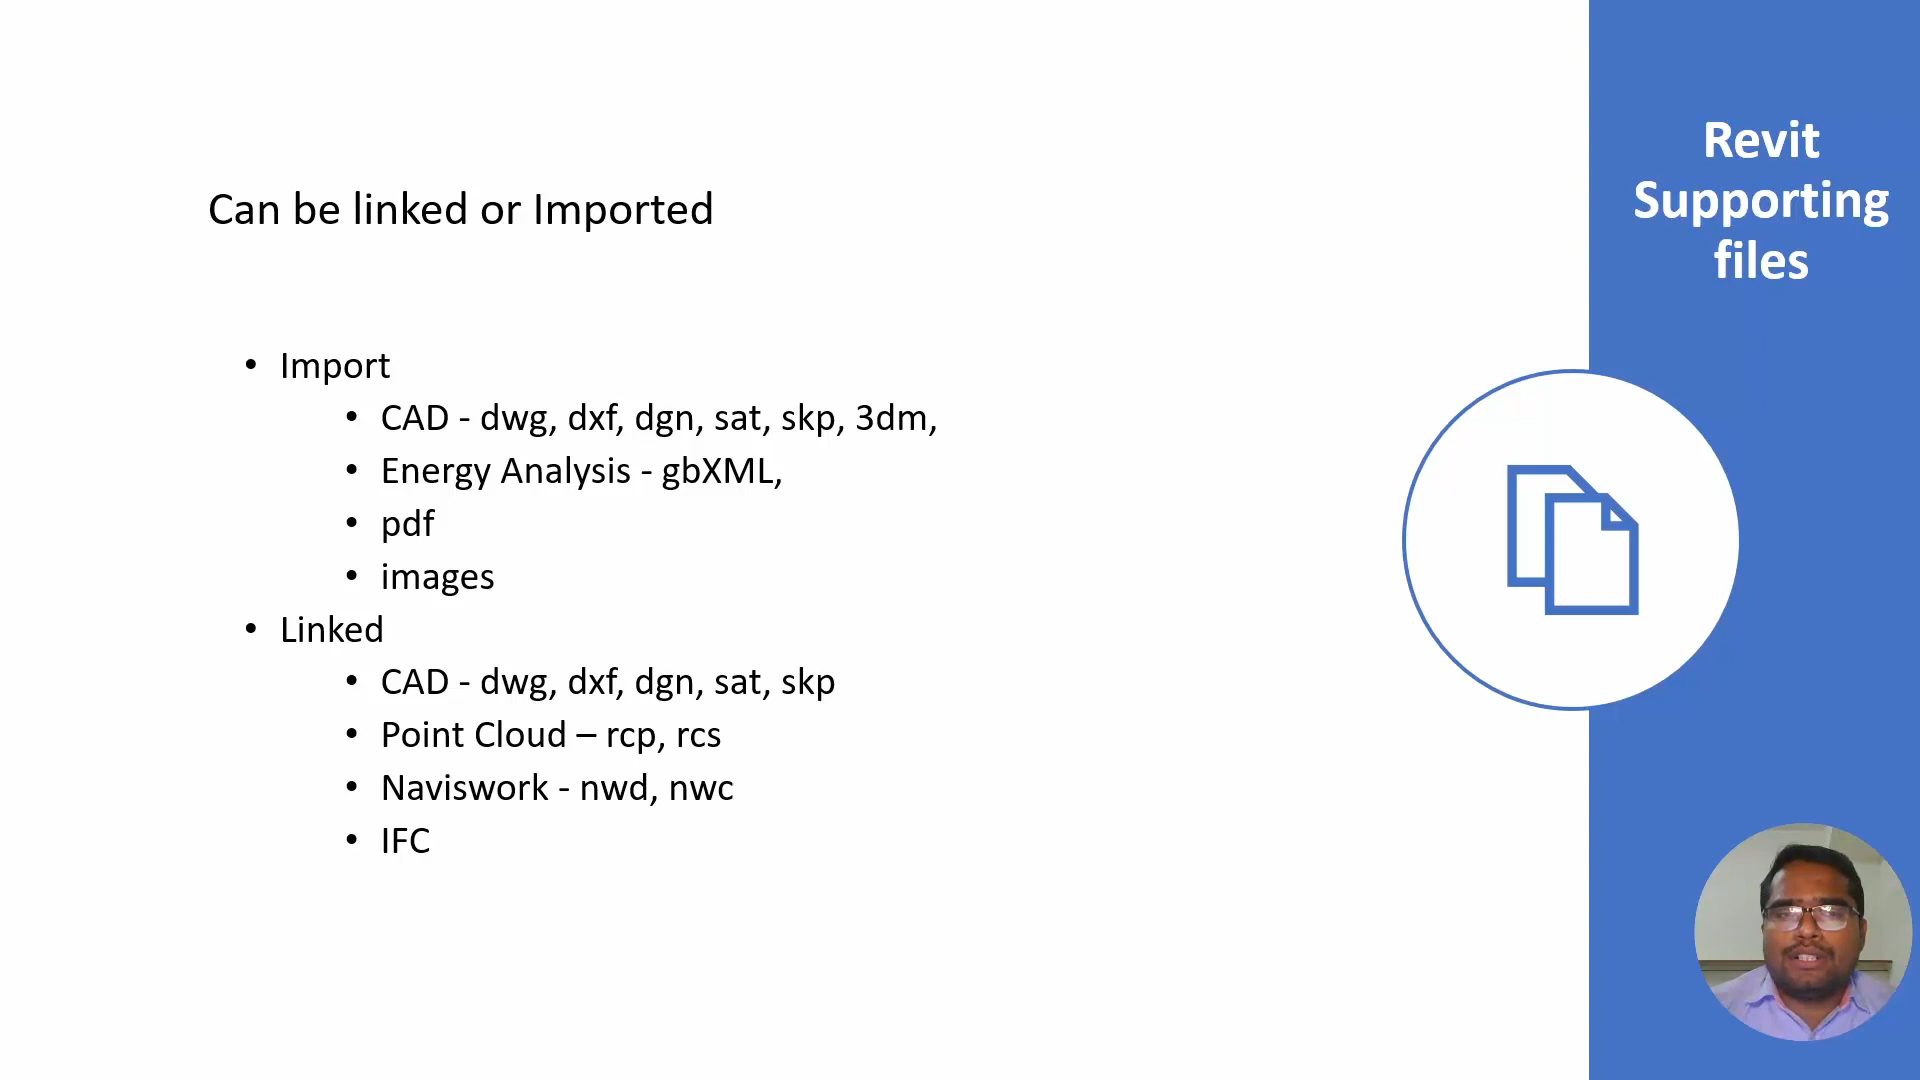 Can be linked or Imported
• Import
• CAD - dwg, dxf, dgn, sat, skp, 3dm,
• Energy Analysis - gbXML,
• pdf
• images
• Linked
• CAD - dwg, dxf, dgn, sat, skp
• Point Cloud – rcp, rcs
• Naviswork - nwd, nwc
• IFC
Revit
Supporting
files